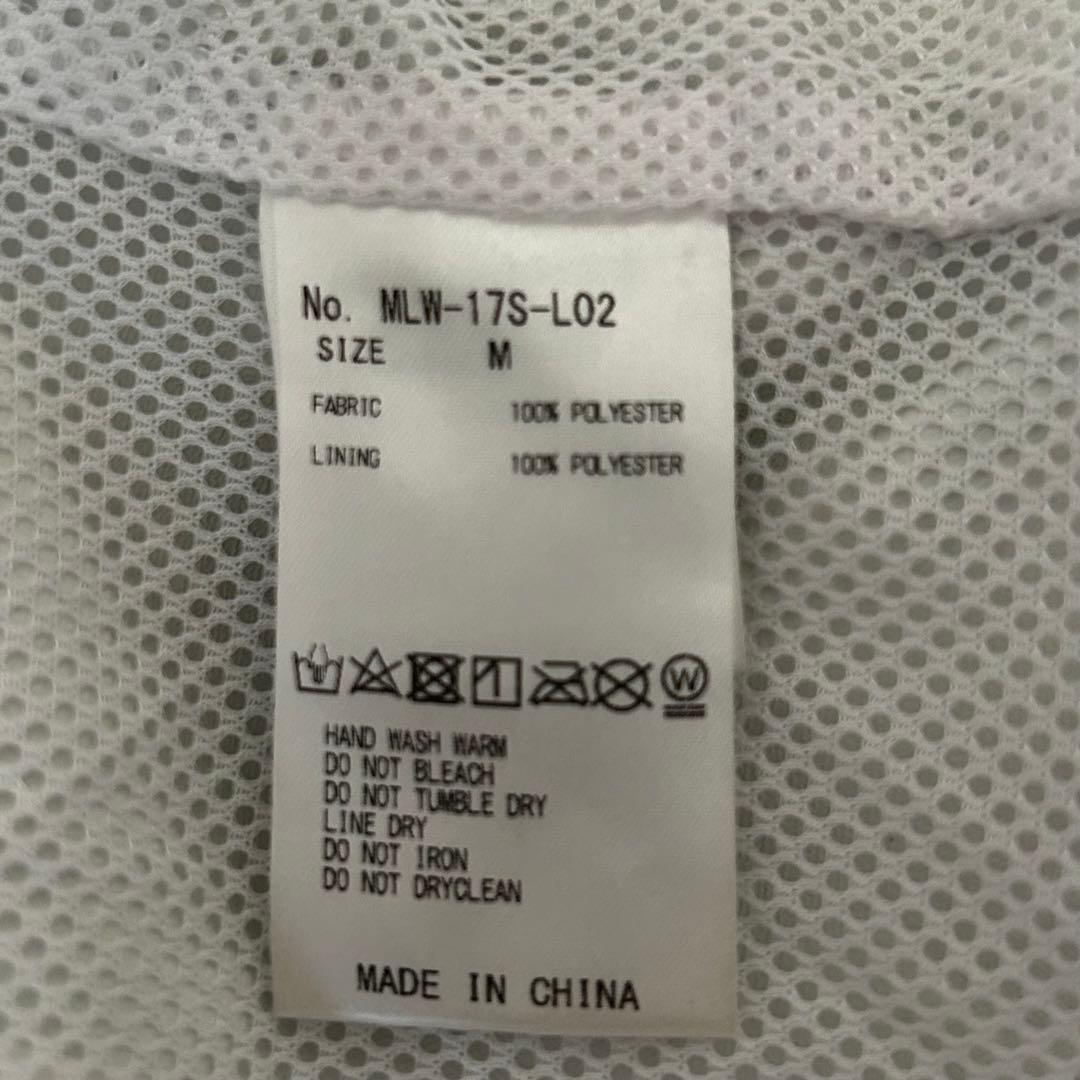 No. MLW-17S-L02
SIZE M
FABRIC 100% POLYESTER
LINING 100% POLYESTER
W
HAND WASH WARM
DO NOT BLEACH
DO NOT TUMBLE DRY
LINE DRY
DO NOT IRON
DO NOT DRYCLEAN
MADE IN CHINA